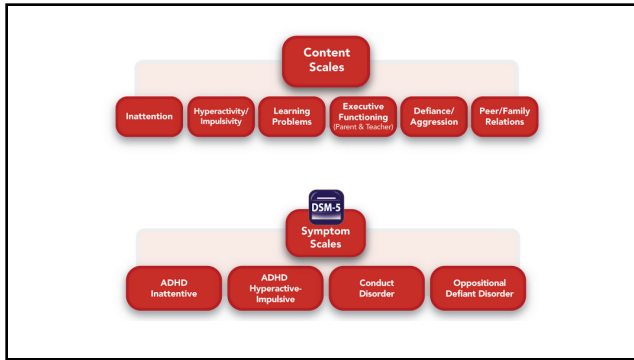 Content
Scales
Inattention
Hyperactivity/
Impulsivity
Learning
Problems
Executive
Functioning
(Parent & Teacher)
Defiance/
Aggression
Peer/Family
Relations
DSM-5
Symptom
Scales
ADHD
Inattentive
ADHD
Hyperactive-
Impulsive
Conduct
Disorder
Oppositional
Defiant Disorder